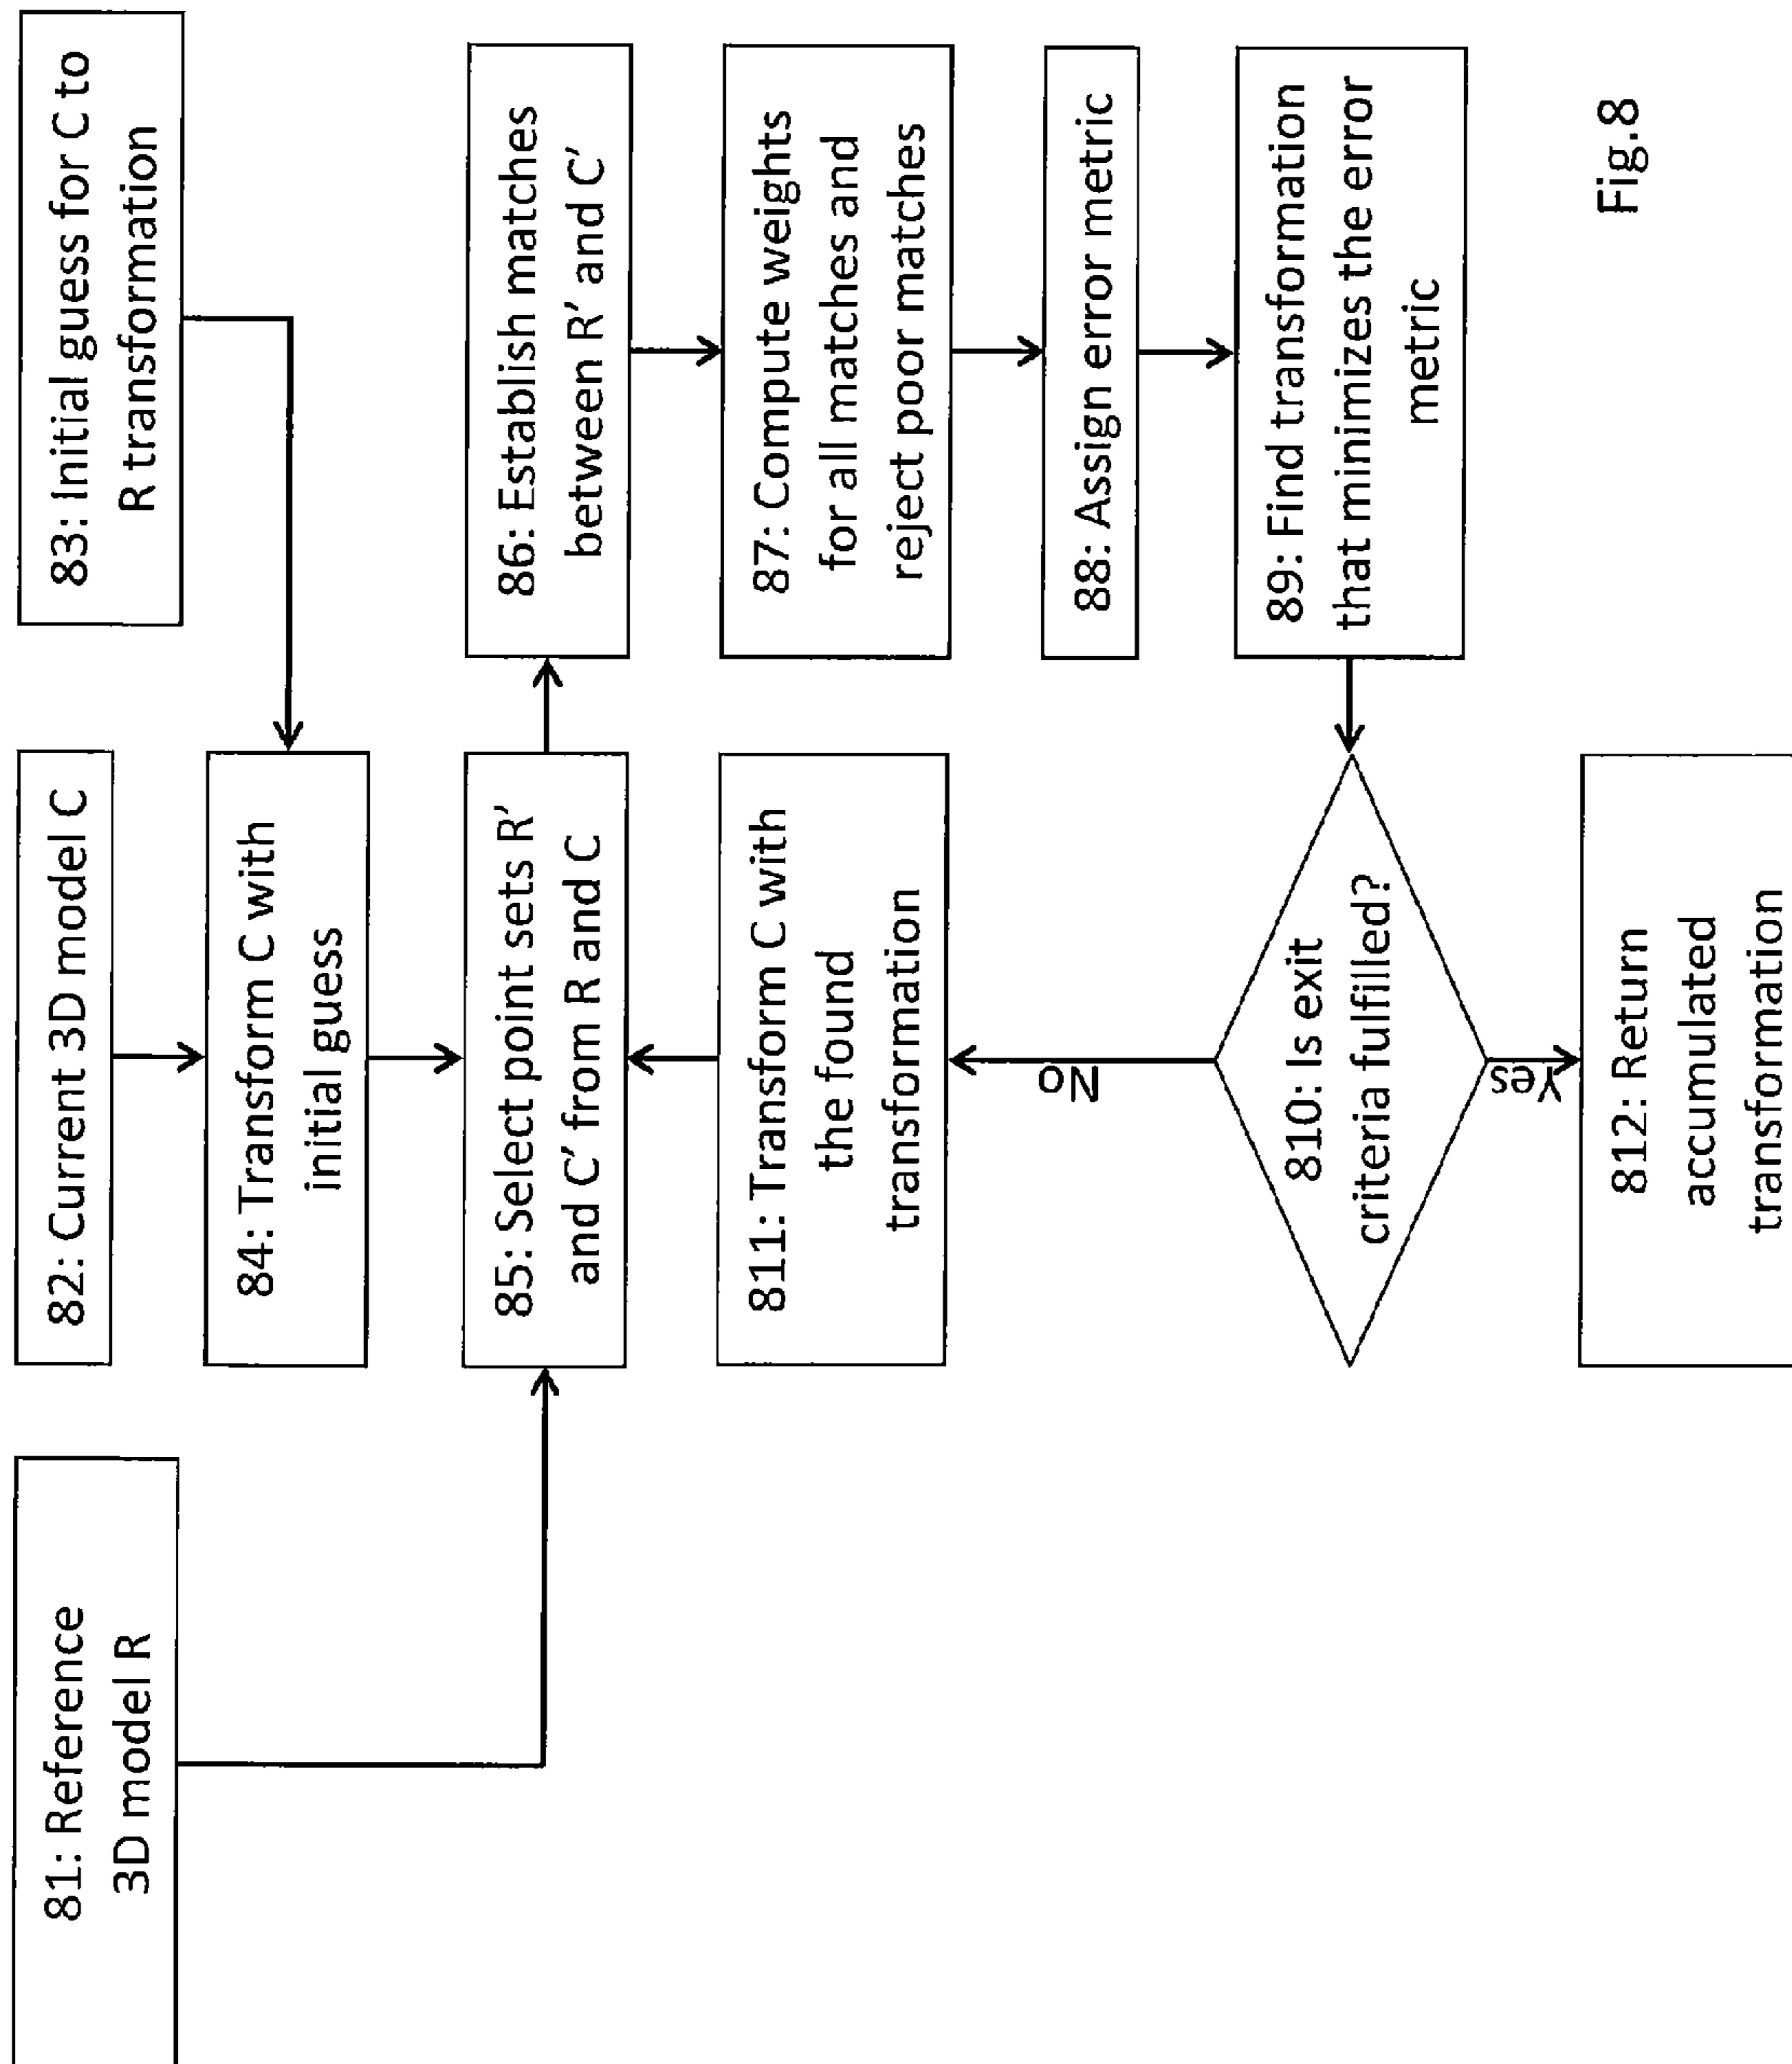 81: Reference
3D model R
82: Current 3D model C
83: Initial guess for C to
R transformation
84: Transform C with
initial guess
85: Select point sets R'
and C' from R and C
86: Establish matches
between R' and C'
811: Transform C with
the found
transformation
87: Compute weights
for all matches and
reject poor matches
No
88: Assign error metric
810: Is exit
criteria fulfilled?
89: Find transformation
that minimizes the error
metric
Yes
812: Return
accumulated
transformation
Fig.8